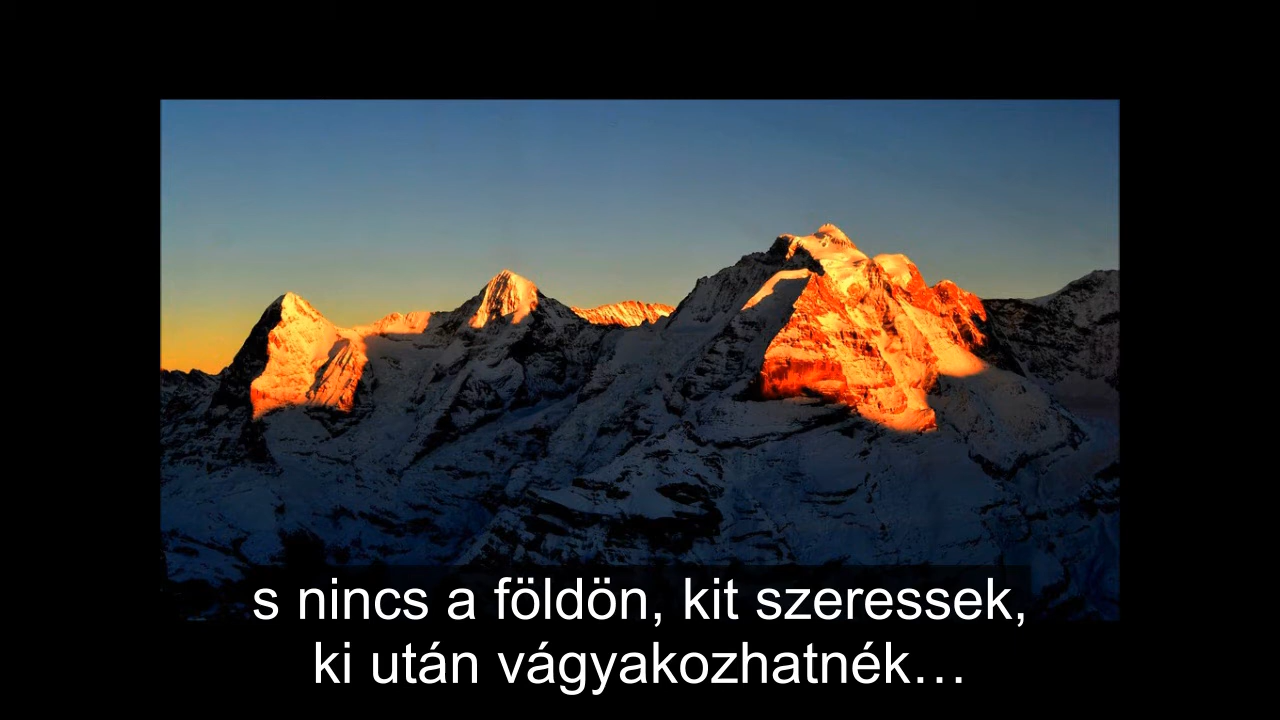 s nincs a földön, kit szeressek,
ki után vágyakozhatnék…